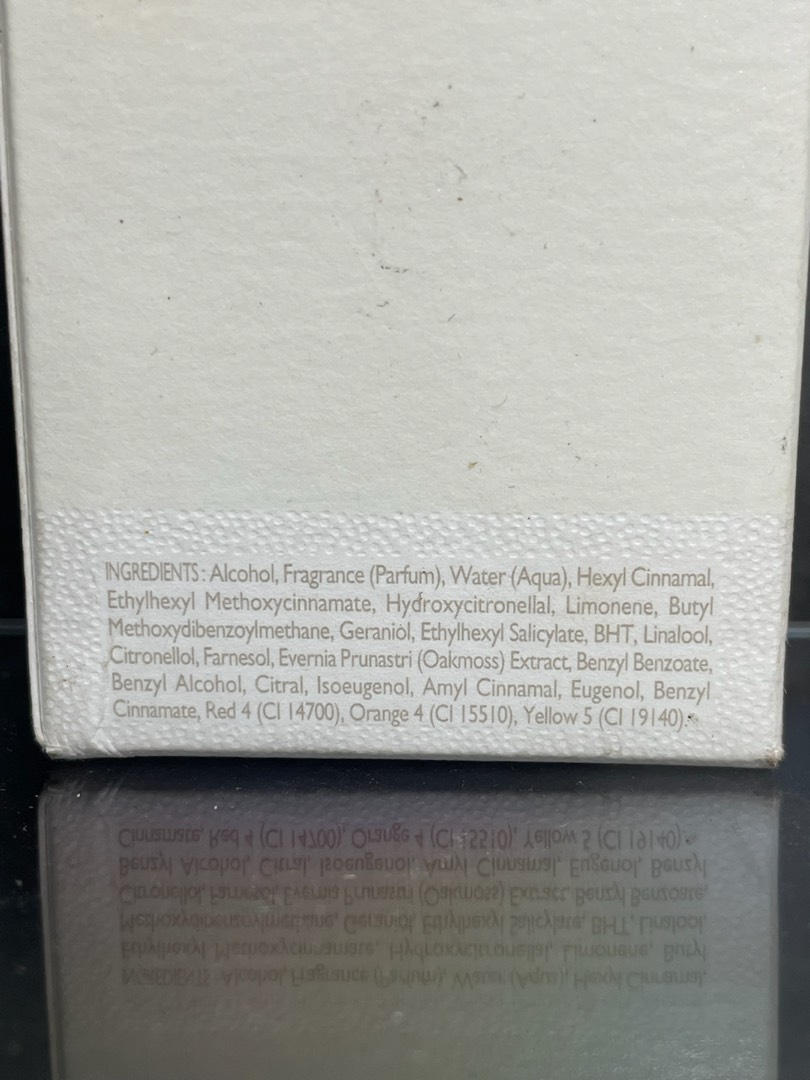 INGREDIENTS : Alcohol, Fragrance (Parfum), Water (Aqua), Hexyl Cinnamal,
Ethylhexyl Methoxycinnamate, Hydroxycitronellal, Limonene, Butyl
Methoxydibenzoylmethane, Geraniol, Ethylhexyl Salicylate, BHT, Linalool,
Citronellol, Farnesol, Evernia Prunastri (Oakmoss) Extract, Benzyl Benzoate,
Benzyl Alcohol, Citral, Isoeugenol, Amyl Cinnamal, Eugenol, Benzyl
Cinnamate, Red 4 (CI 14700), Orange 4 (CI 15510), Yellow 5 (CI 19140).